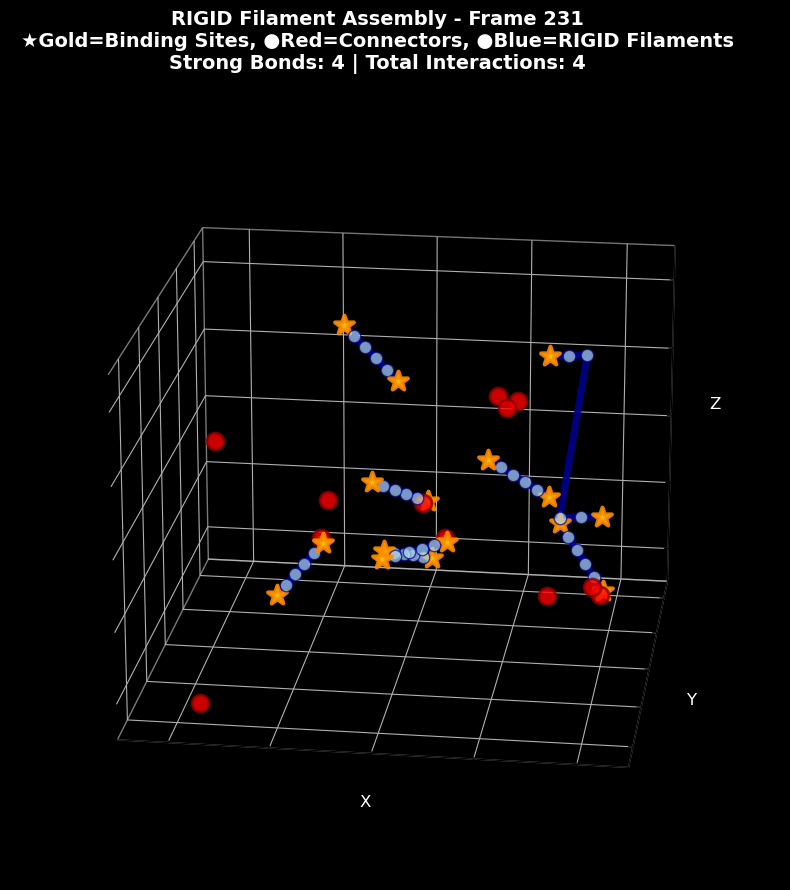 RIGID Filament Assembly - Frame 231
★Gold=Binding Sites, ●Red=Connectors, ●Blue=RIGID Filaments
Strong Bonds: 4 | Total Interactions: 4
Z
Y
X